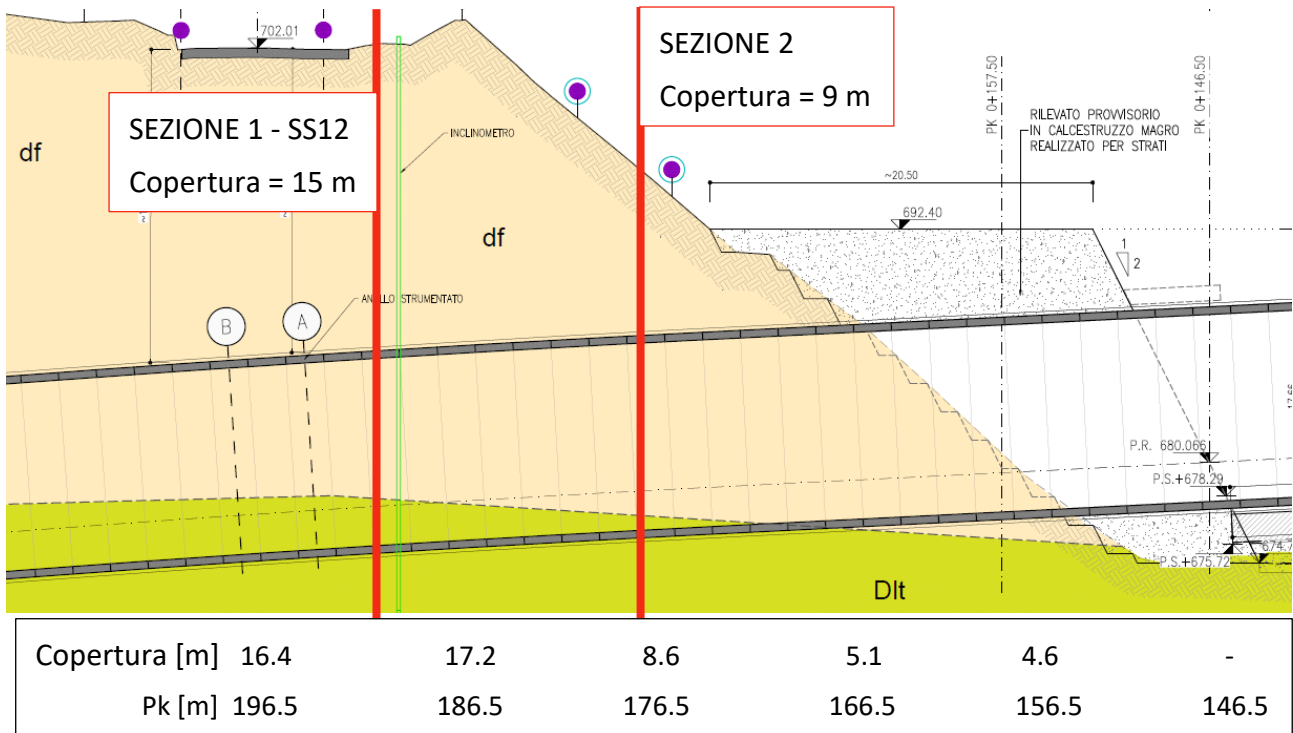 702.01
SEZIONE 1 - SS12
Copertura = 15 m
SEZIONE 2
Copertura = 9 m
df
df
INCLINOMETRO
PK 0+157.50
PK 0+146.50
RILEVATO PROVVISORIO
IN CALCESTRUZZO MAGRO
REALIZZATO PER STRATI
~20.50
692.40
1
2
B
A
STRUMENTATO
P.R. 680.066
P.S.+678.29
P.S.+675.72
Dlt
Copertura [m] 16.4 17.2 8.6 5.1 4.6 -
Pk [m] 196.5 186.5 176.5 166.5 156.5 146.5